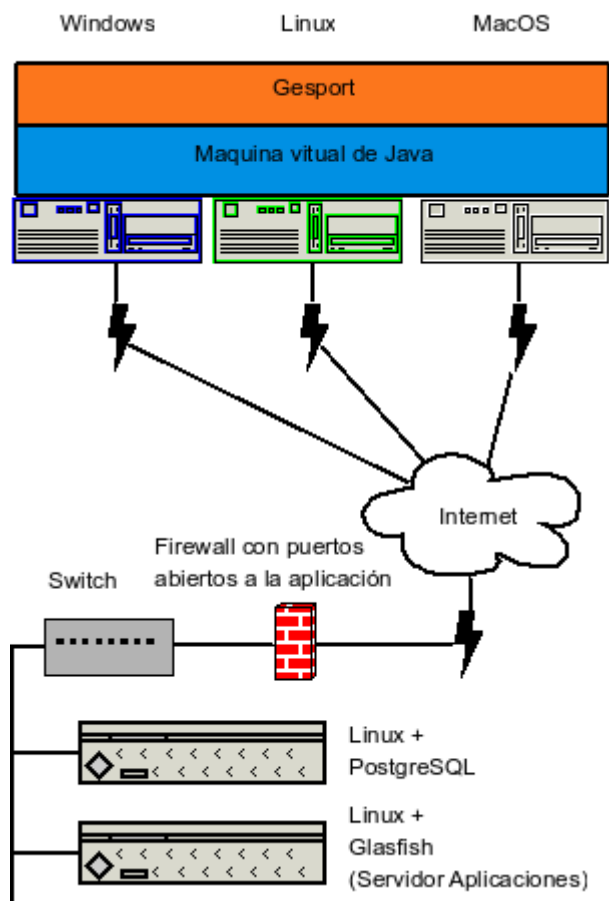 Windows
Linux
MacOS
Gesport
Maquina vitual de Java
Internet
Firewall con puertos
abiertos a la aplicación
Switch
Linux +
PostgreSQL
Linux +
Glasfish
(Servidor Aplicaciones)